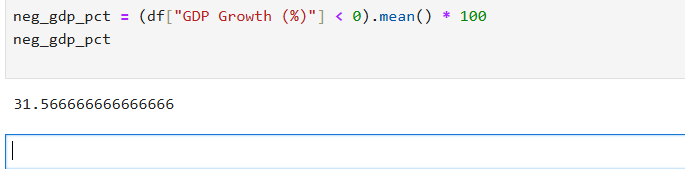 neg_gdp_pct = (df["GDP Growth (%)"] < 0).mean() * 100
neg_gdp_pct
31.566666666666666